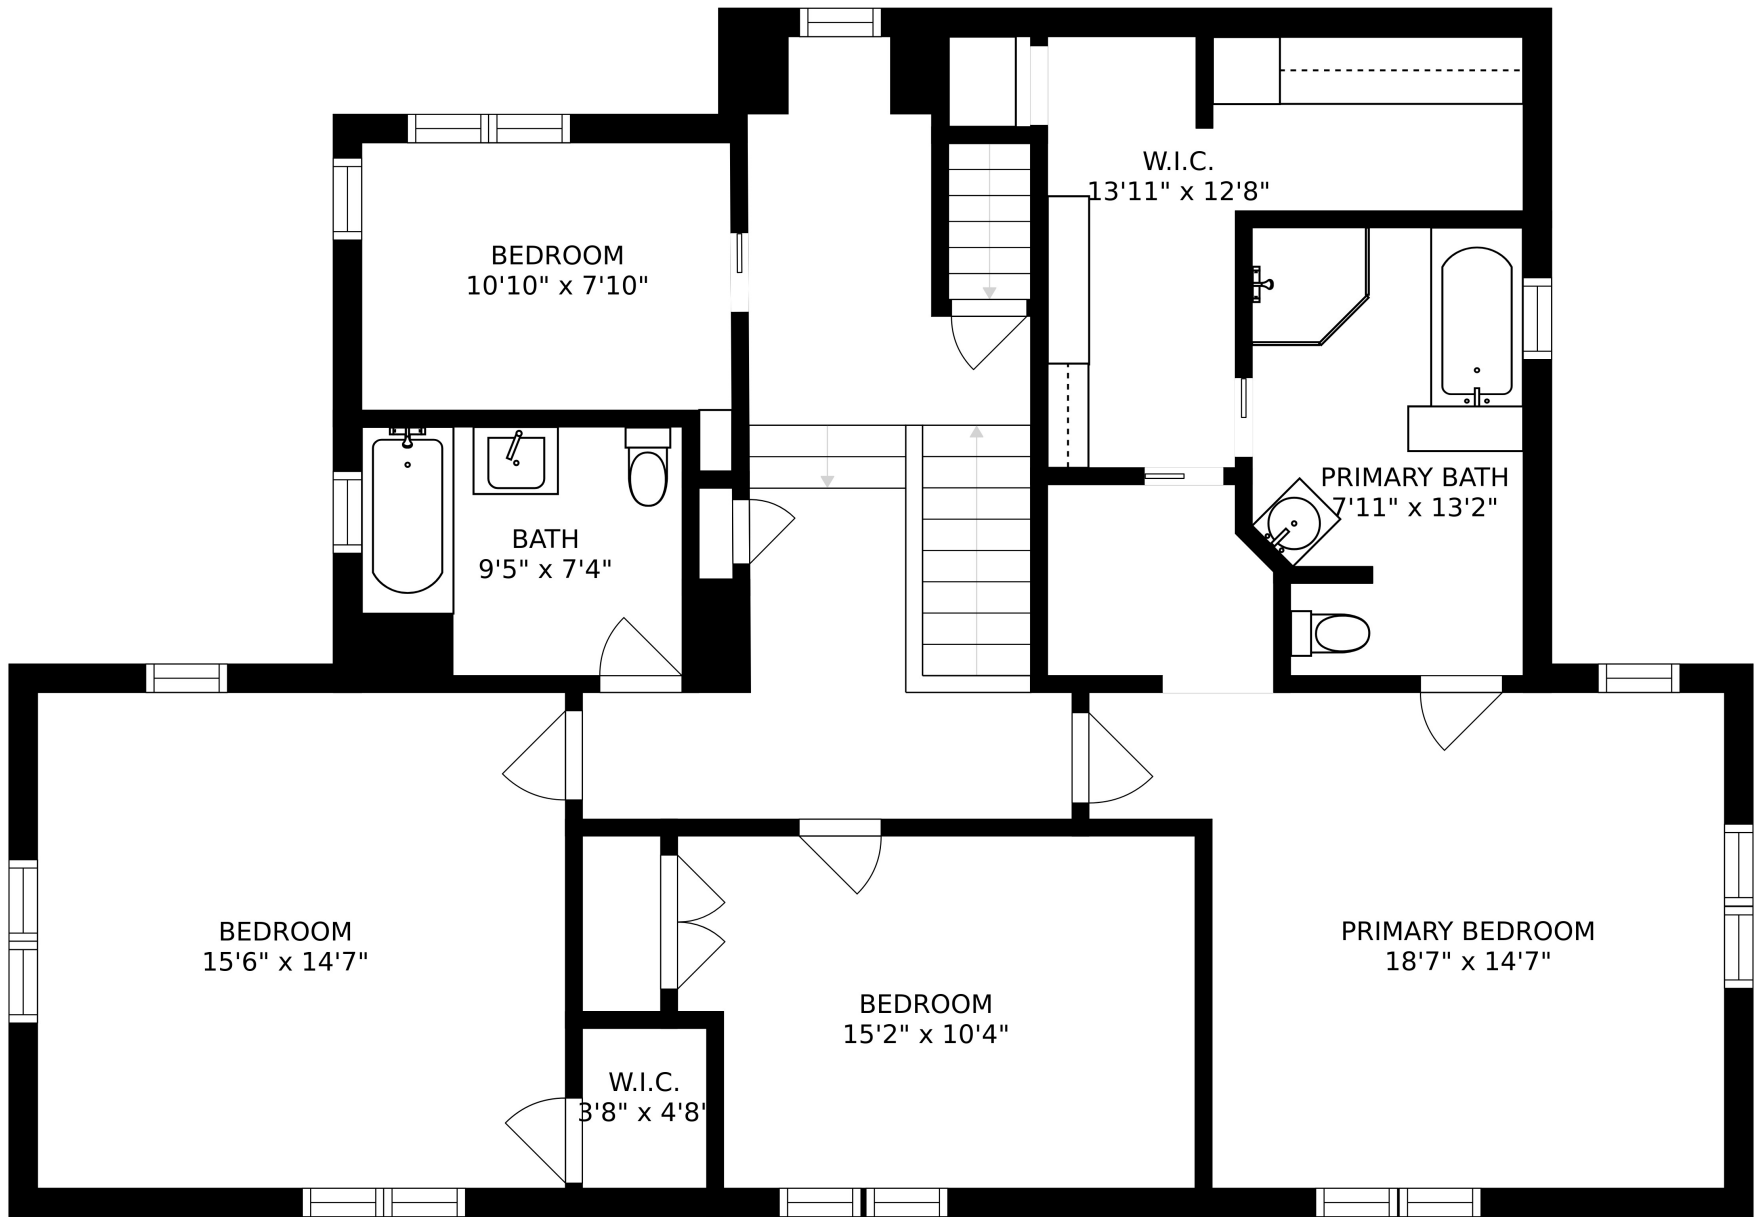 W.I.C.
13'11" x 12'8"
BEDROOM
10'10" x 7'10"
PRIMARY BATH
7'11" x 13'2"
BATH
9'5" x 7'4"
BEDROOM
15'6" x 14'7"
PRIMARY BEDROOM
18'7" x 14'7"
BEDROOM
15'2" x 10'4"
W.I.C.
3'8" x 4'8"